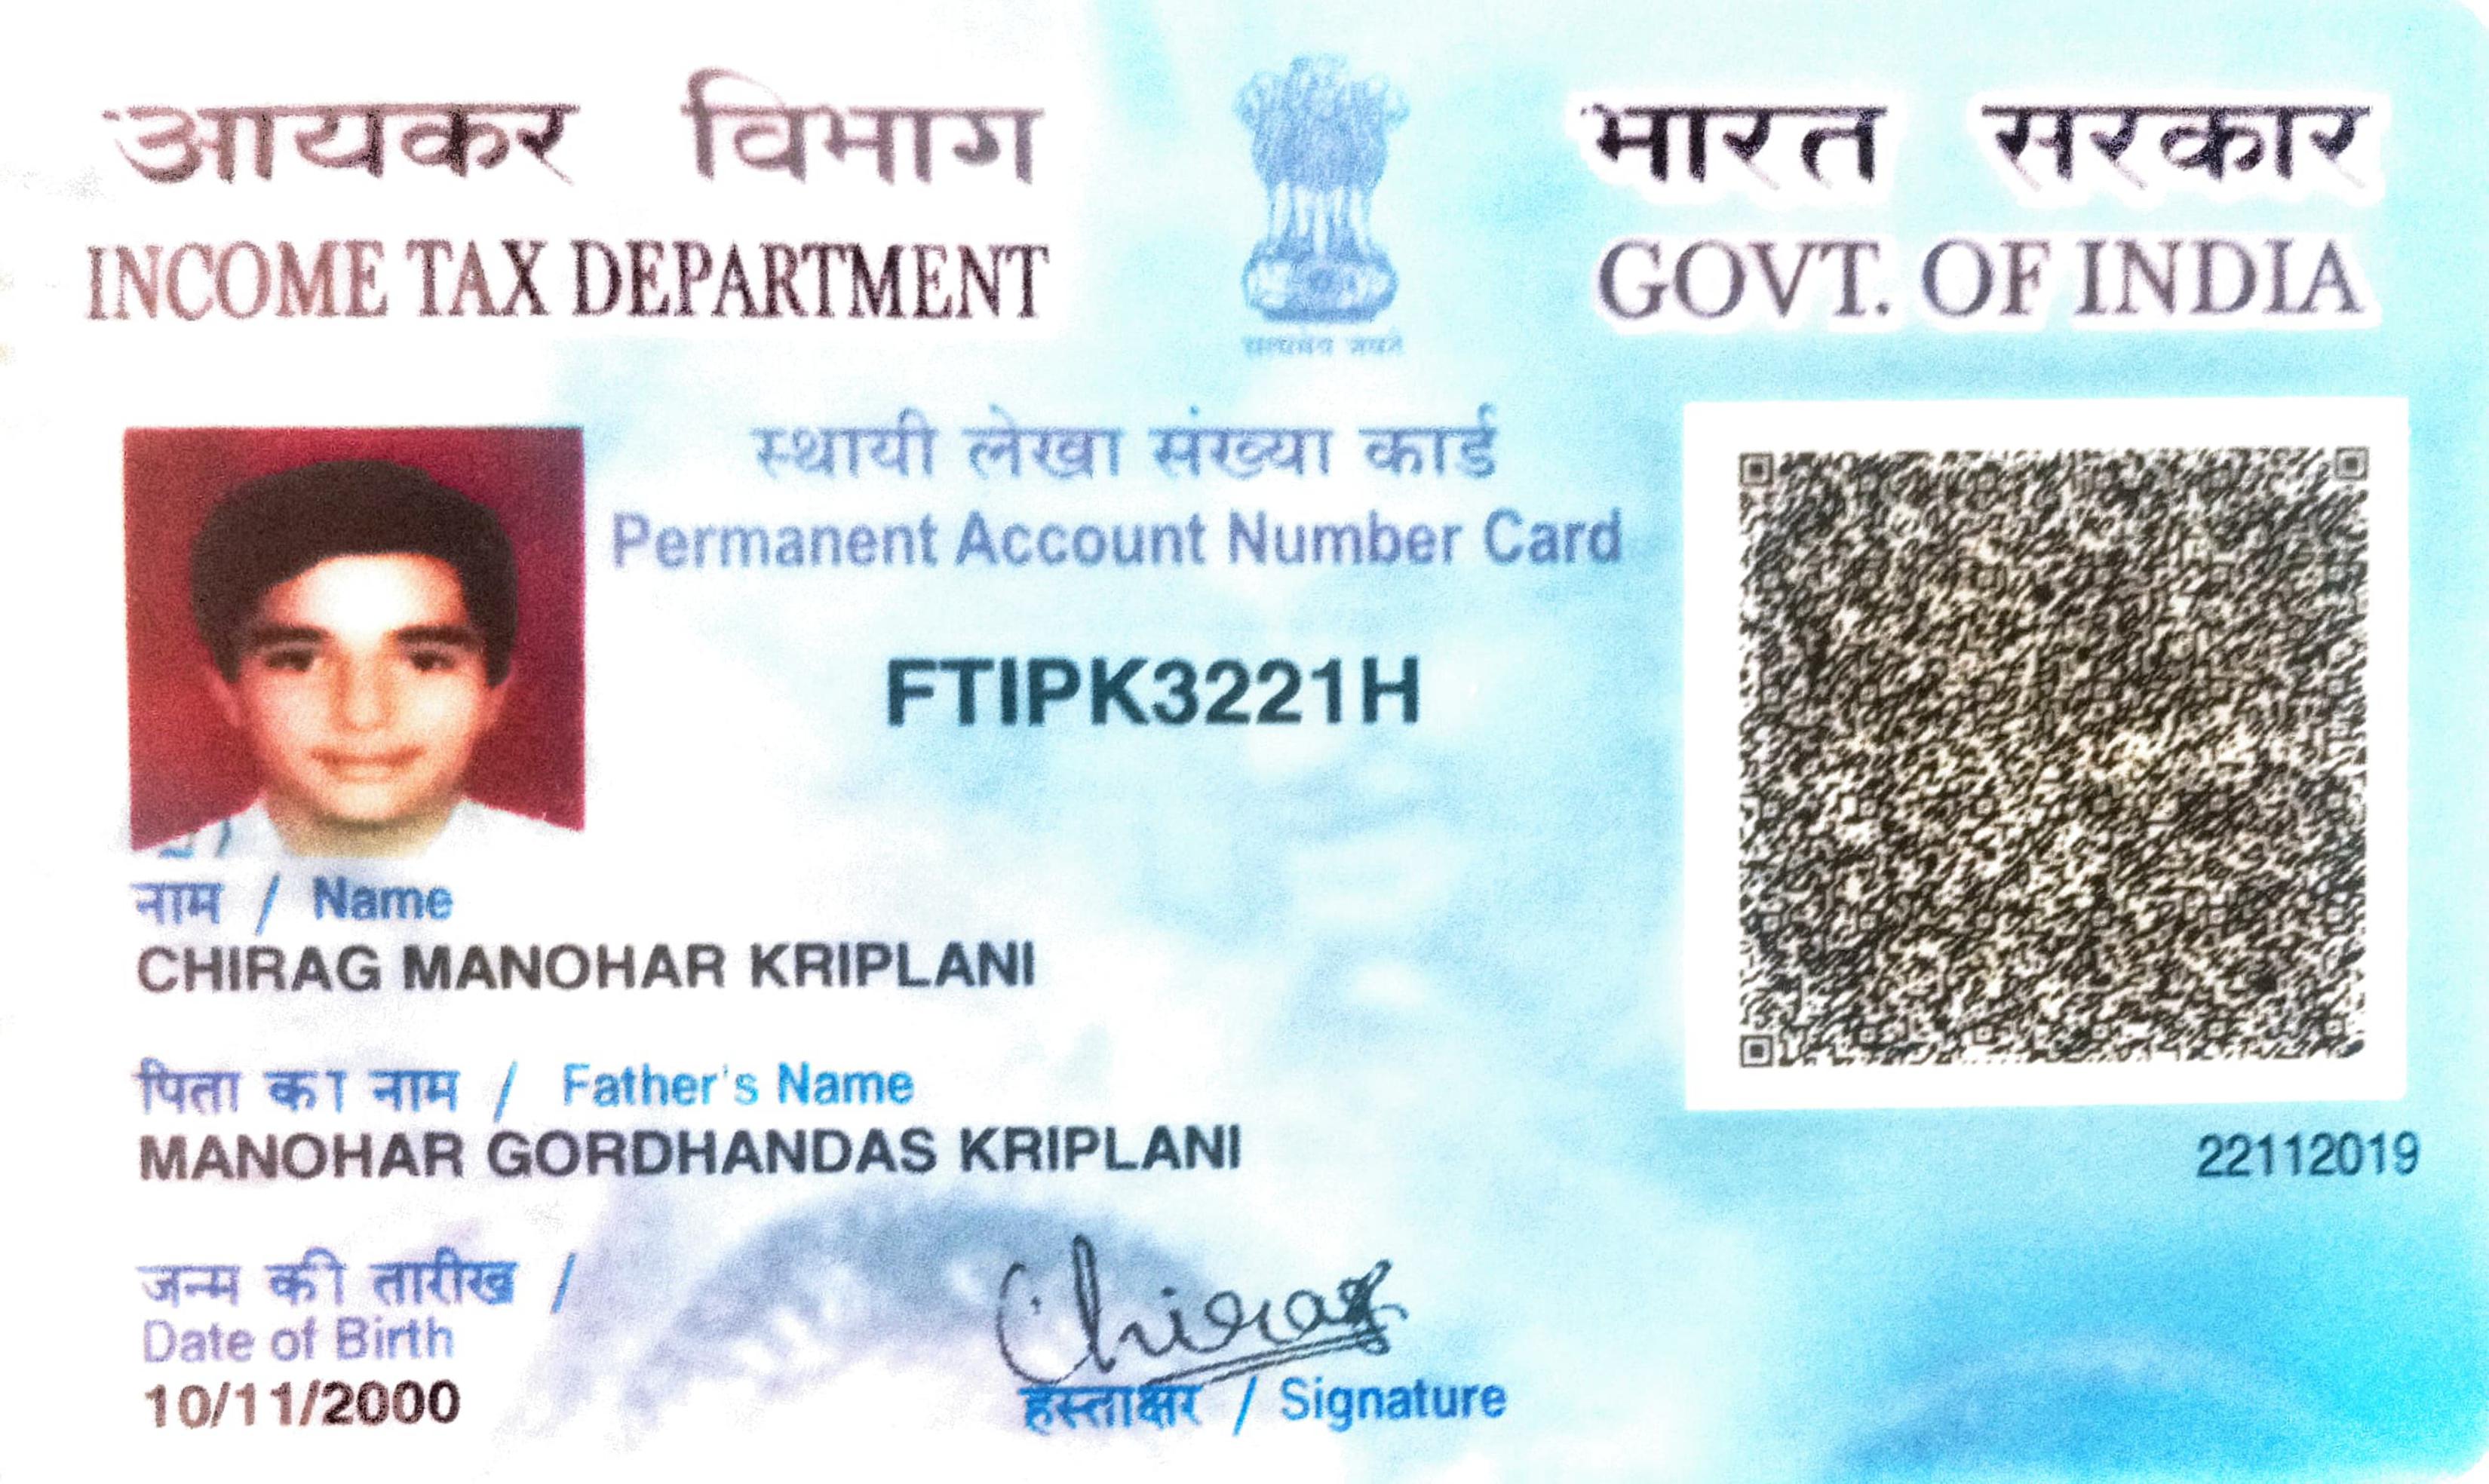 आयकर विभाग
INCOME TAX DEPARTMENT
सत्यमेव जयते
भारत सरकार
GOVT. OF INDIA
स्थायी लेखा संख्या कार्ड
Permanent Account Number Card
FTIPK3221H
नाम / Name
CHIRAG MANOHAR KRIPLANI
पिता का नाम / Father's Name
MANOHAR GORDHANDAS KRIPLANI
22112019
जन्म की तारीख /
Date of Birth
10/11/2000
Chirag
हस्ताक्षर / Signature